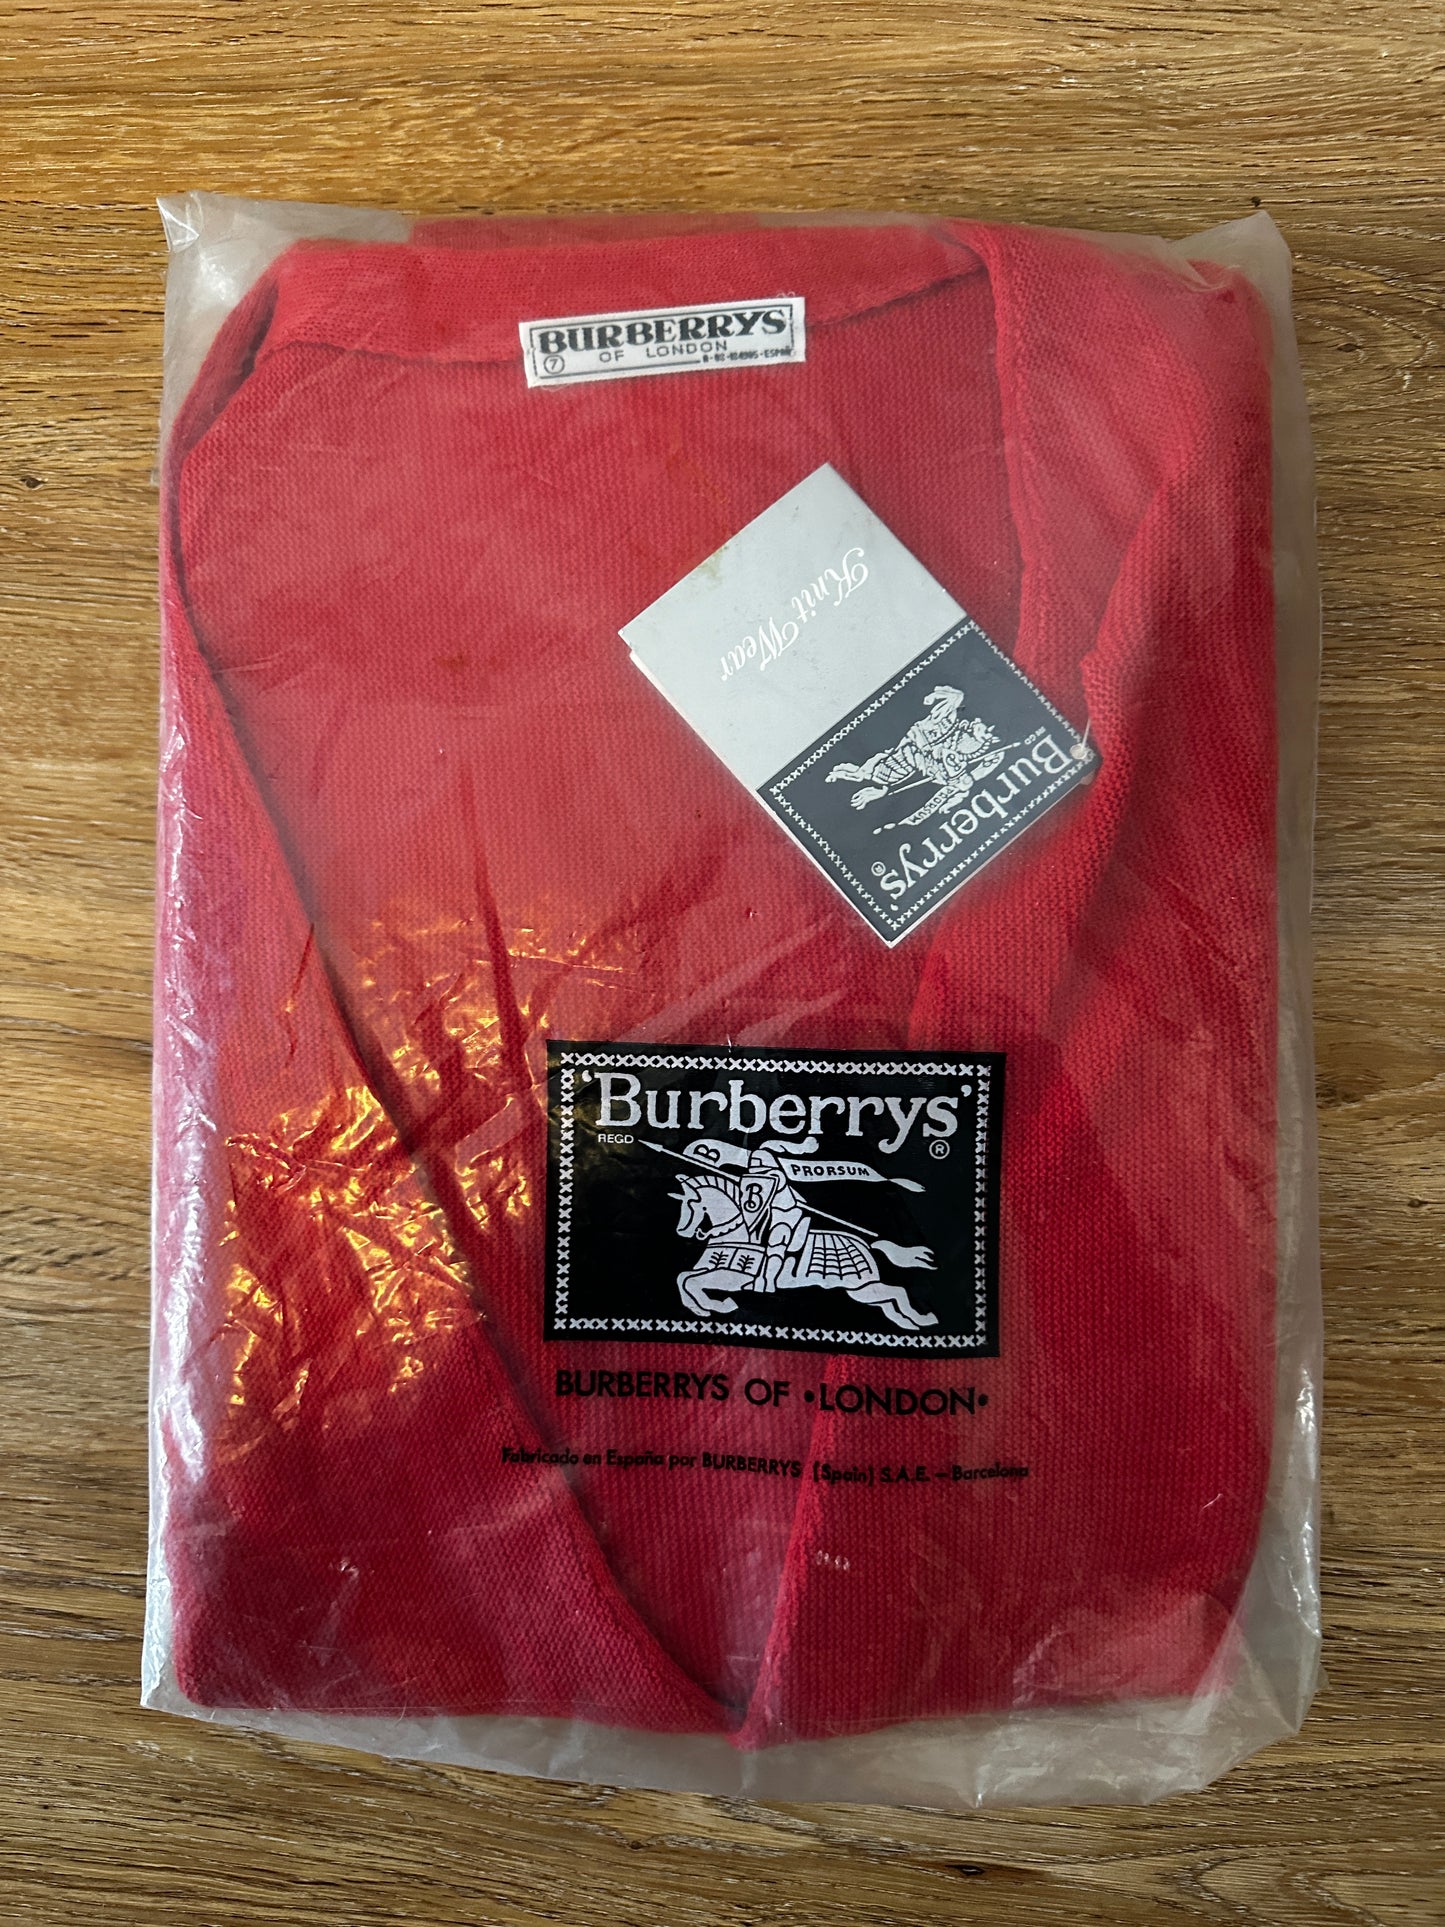 BURBERRYS
OF LONDON
7
Knit Wear
Burberrys
®
PRORSUM
'Burberrys'
REGD
®
B
PRORSUM
B
BURBERRYS OF •LONDON•
Fabricado en España por BURBERRYS (Spain) S.A.E. – Barcelona